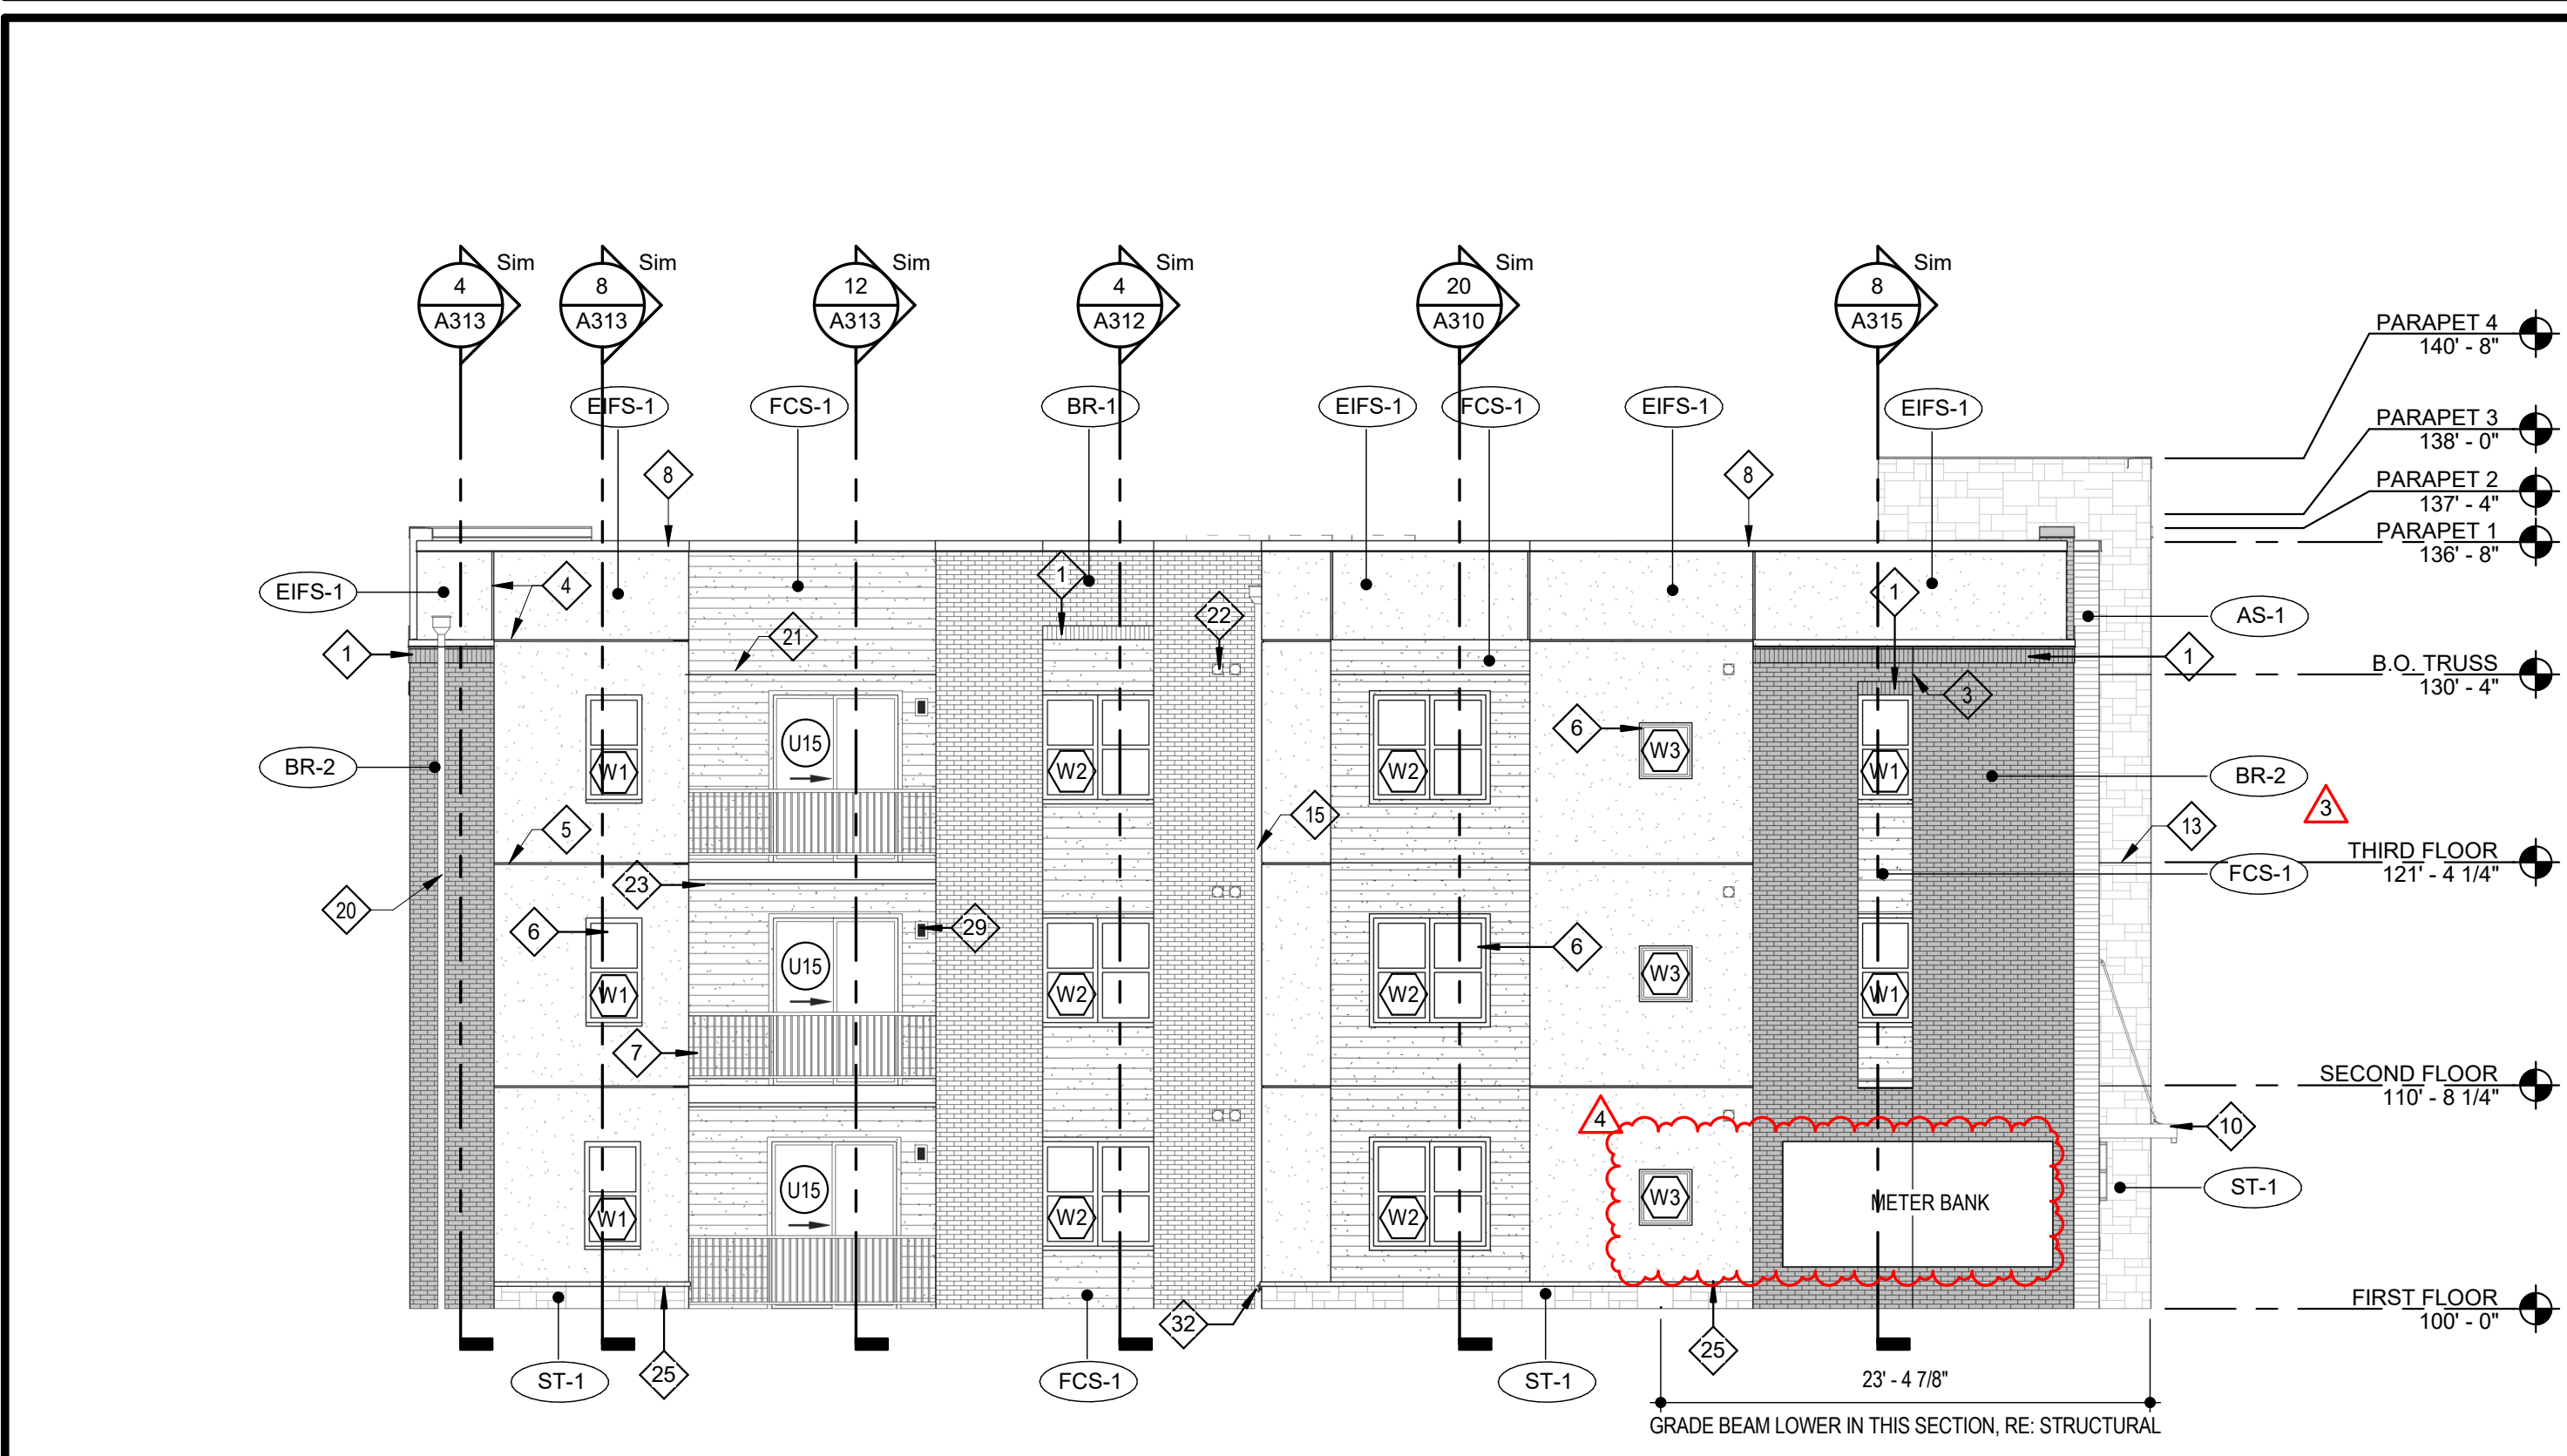 4
A313
Sim
8
A313
Sim
12
A313
Sim
4
A312
Sim
20
A310
Sim
8
A315
Sim
PARAPET 4
140' - 8"
PARAPET 3
138' - 0"
PARAPET 2
137' - 4"
PARAPET 1
136' - 8"
EIFS-1
FCS-1
BR-1
EIFS-1
FCS-1
EIFS-1
EIFS-1
8
8
EIFS-1
4
1
1
22
AS-1
1
21
1
B.O. TRUSS
130' - 4"
3
6
U15
W3
BR-2
W1
W2
W2
W1
BR-2
3
5
15
13
THIRD FLOOR
121' - 4 1/4"
23
FCS-1
20
6
29
6
U15
W3
W1
W2
W2
W1
7
SECOND FLOOR
110' - 8 1/4"
4
10
U15
W3
METER BANK
ST-1
W1
W2
W2
FIRST FLOOR
100' - 0"
32
25
25
ST-1
FCS-1
ST-1
23' - 4 7/8"
GRADE BEAM LOWER IN THIS SECTION, RE: STRUCTURAL